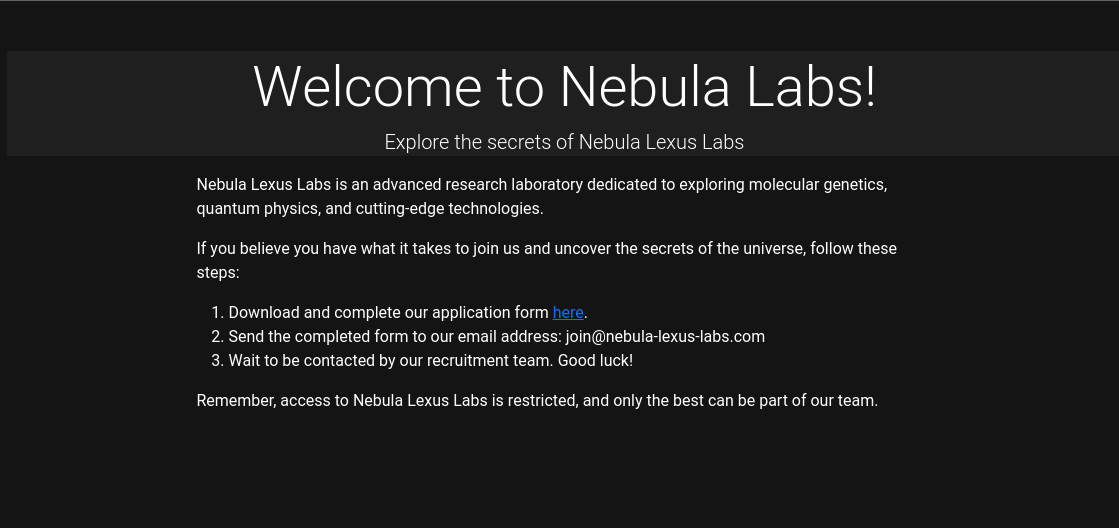 Welcome to Nebula Labs!
Explore the secrets of Nebula Lexus Labs
Nebula Lexus Labs is an advanced research laboratory dedicated to exploring molecular genetics,
quantum physics, and cutting-edge technologies.
If you believe you have what it takes to join us and uncover the secrets of the universe, follow these
steps:
1. Download and complete our application form here.
2. Send the completed form to our email address: join@nebula-lexus-labs.com
3. Wait to be contacted by our recruitment team. Good luck!
Remember, access to Nebula Lexus Labs is restricted, and only the best can be part of our team.